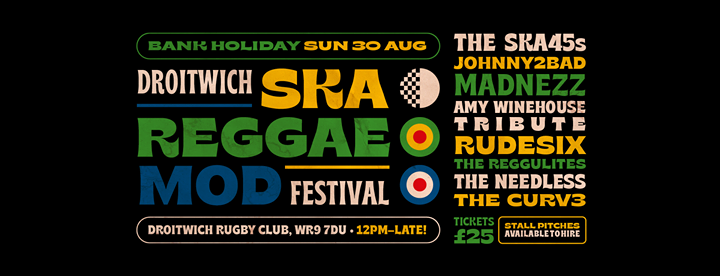 BANK HOLIDAY SUN 30 AUG
DROITWICH SKA
REGGAE
MOD FESTIVAL
DROITWICH RUGBY CLUB, WR9 7DU • 12PM–LATE!
THE SKA45s
JOHNNY2BAD
MADNEZZ
AMY WINEHOUSE
TRIBUTE
RUDESIX
THE REGGULITES
THE NEEDLESS
THE CURV3
TICKETS
£25
STALL PITCHES
AVAILABLE TO HIRE